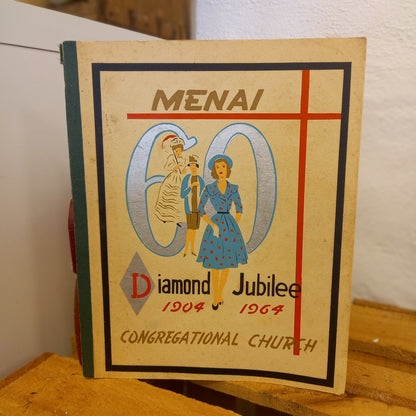 MENAI
60
Diamond Jubilee
1904 1964
CONGREGATIONAL CHURCH